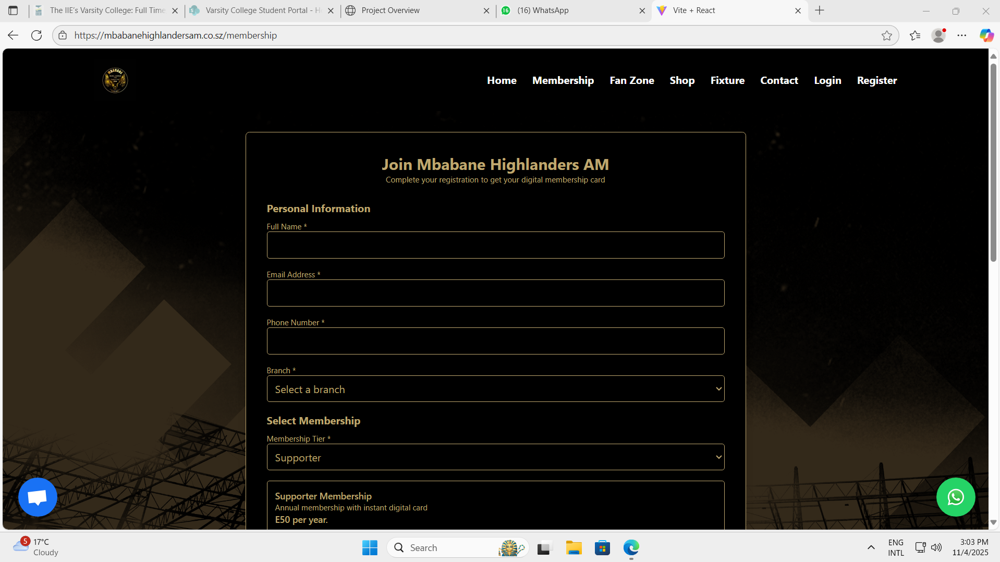 The IIE's Varsity College: Full Time
Varsity College Student Portal - H
Project Overview
(16) WhatsApp
Vite + React
https://mbabanehighlandersam.co.sz/membership
MBABANE
Home Membership Fan Zone Shop Fixture Contact Login Register
Join Mbabane Highlanders AM
Complete your registration to get your digital membership card
Personal Information
Full Name *
Email Address *
Phone Number *
Branch *
Select a branch
Select Membership
Membership Tier *
Supporter
Supporter Membership
Annual membership with instant digital card
E50 per year.
5
17°C
Cloudy
Search
ENG
INTL
3:03 PM
11/4/2025